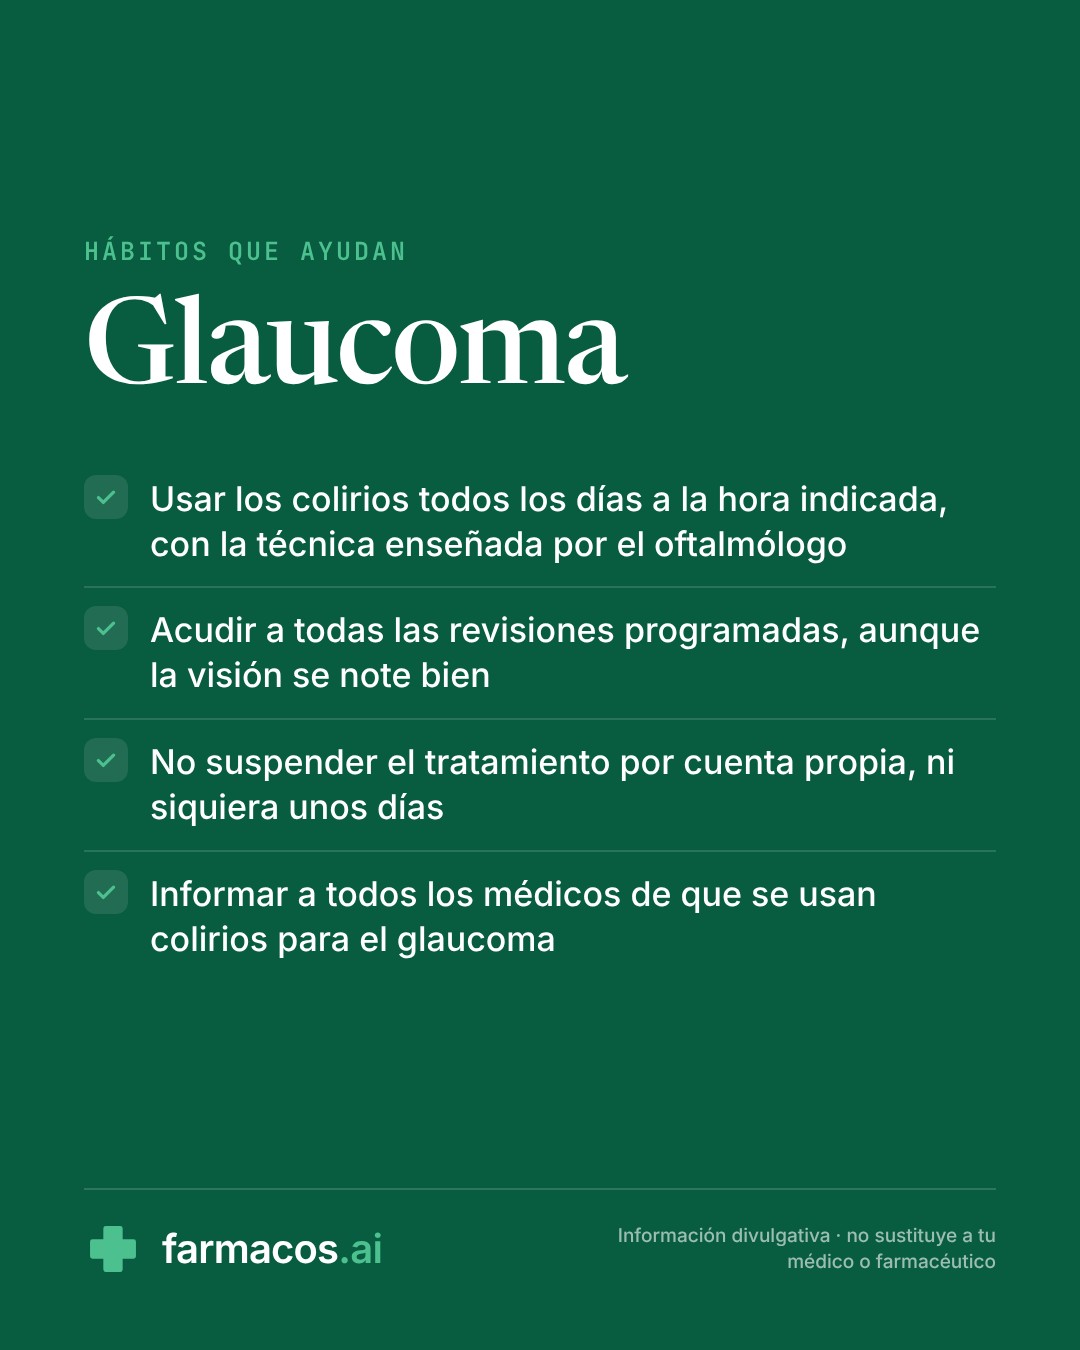 HÁBITOS QUE AYUDAN
Glaucoma
Usar los colirios todos los días a la hora indicada,
con la técnica enseñada por el oftalmólogo
Acudir a todas las revisiones programadas, aunque
la visión se note bien
No suspender el tratamiento por cuenta propia, ni
siquiera unos días
Informar a todos los médicos de que se usan
colirios para el glaucoma
farmacos.ai
Información divulgativa · no sustituye a tu
médico o farmacéutico